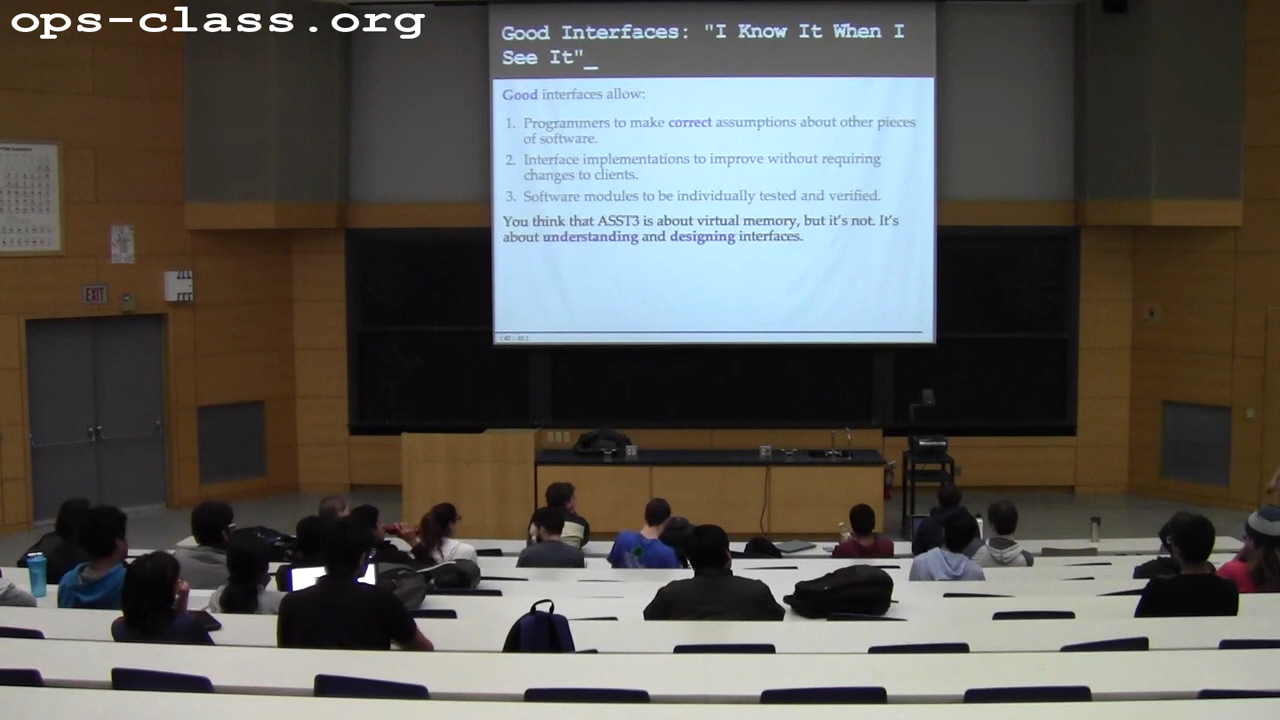 ops-class.org
Good Interfaces: "I Know It When I
See It"_
Good interfaces allow:
1. Programmers to make correct assumptions about other pieces
of software.
2. Interface implementations to improve without requiring
changes to clients.
3. Software modules to be individually tested and verified.
You think that ASST3 is about virtual memory, but it's not. It's
about understanding and designing interfaces.
EXIT